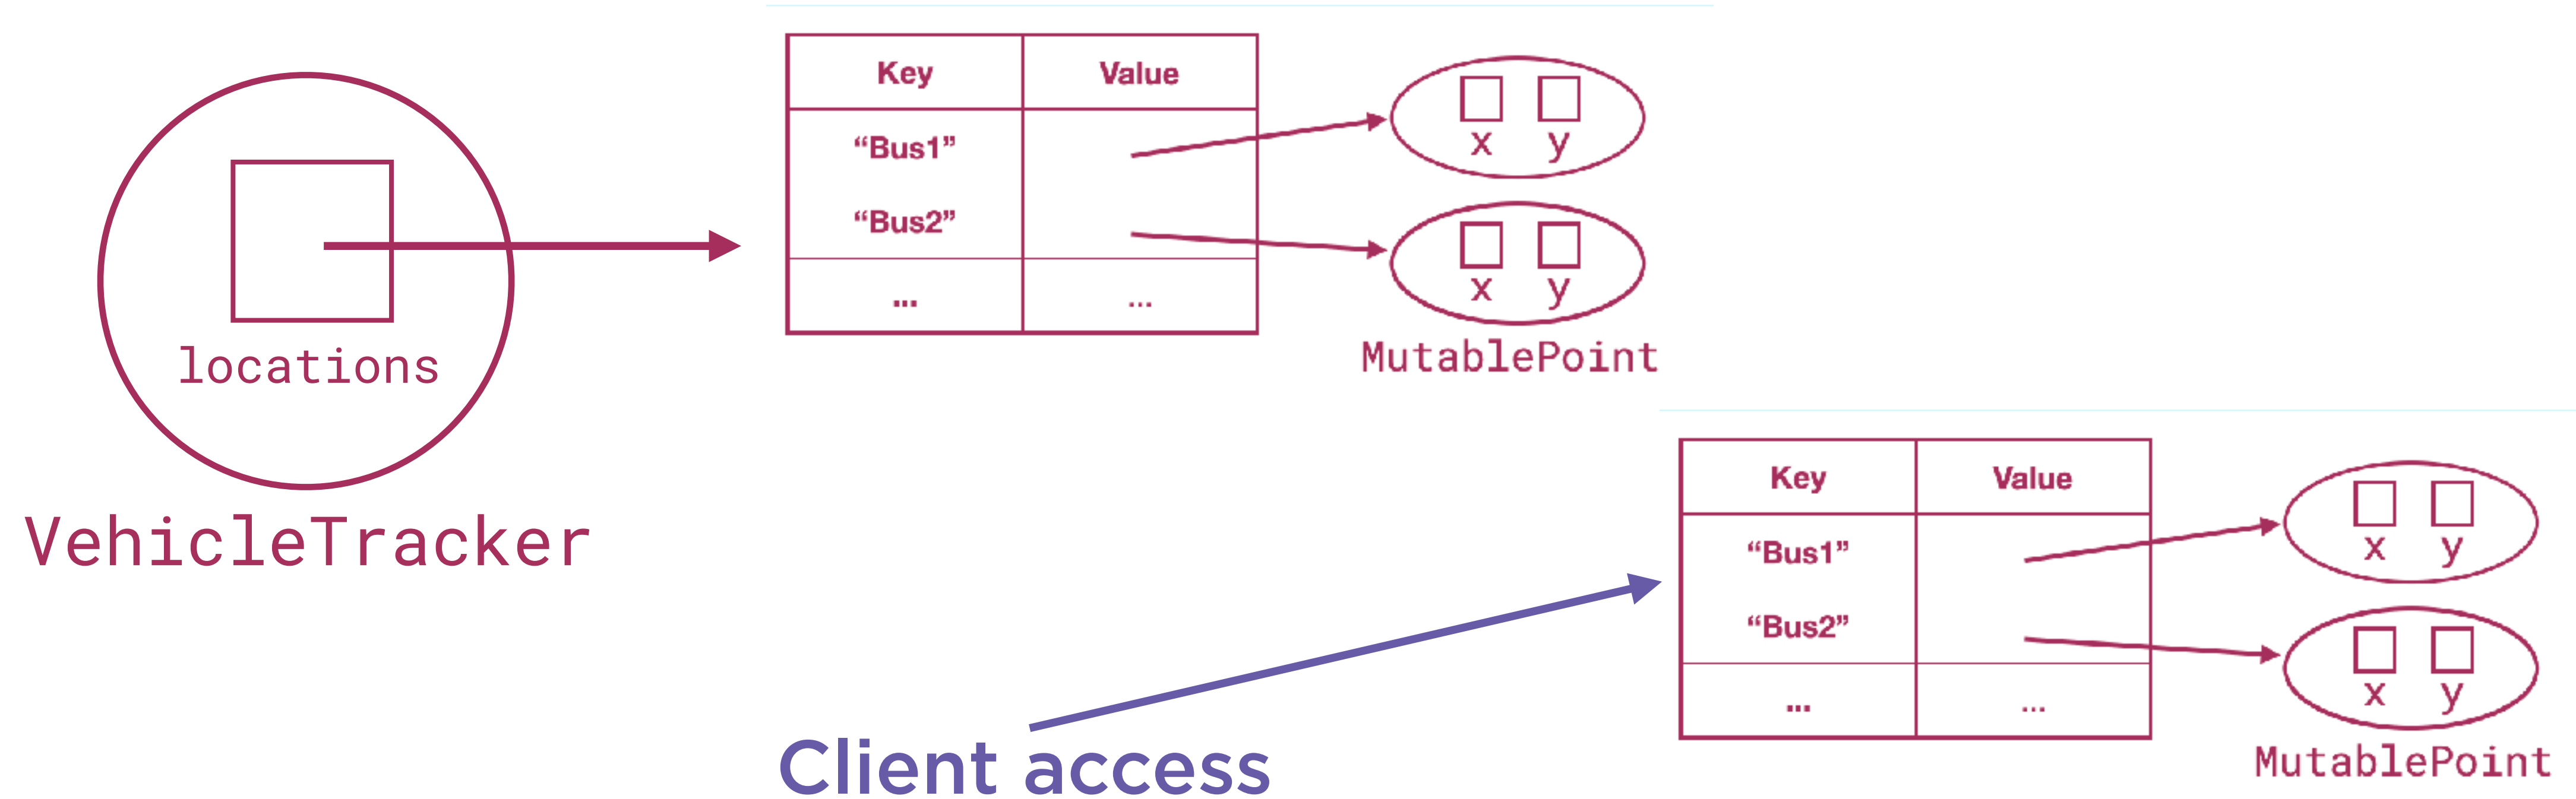 Key Value
“Bus1”
“Bus2”
... ...
x y
x y
MutablePoint
locations
VehicleTracker
Key Value
“Bus1”
“Bus2”
... ...
x y
x y
MutablePoint
Client access